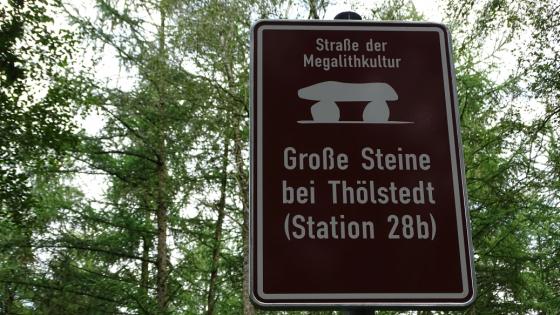 Straße der
Megalithkultur
Große Steine
bei Thölstedt
(Station 28b)